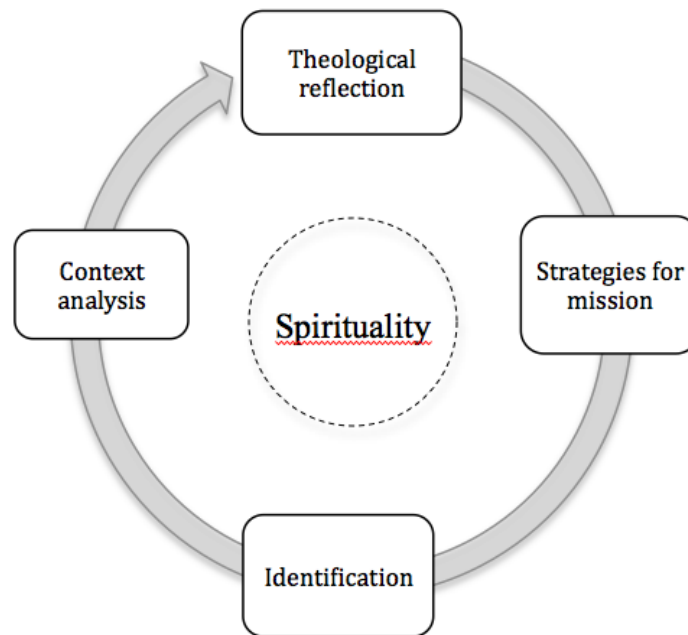 Theological
reflection
Context
analysis
Spirituality
Strategies for
mission
Identification